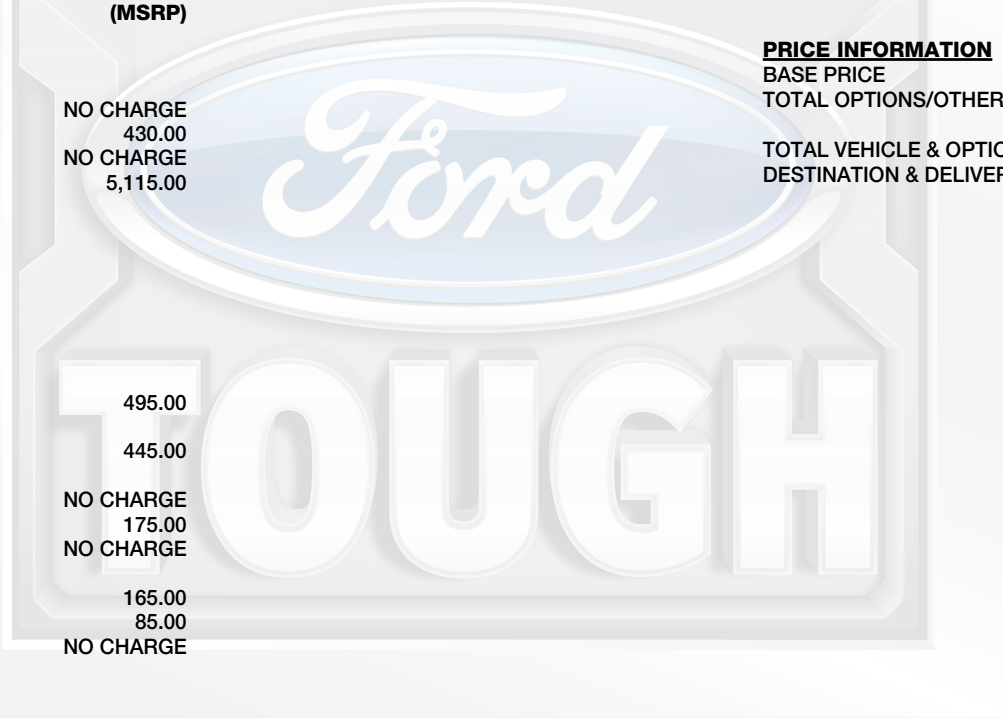 (MSRP)
NO CHARGE
430.00
NO CHARGE
5,115.00
495.00
445.00
NO CHARGE
175.00
NO CHARGE
165.00
85.00
NO CHARGE
PRICE INFORMATION
BASE PRICE
TOTAL OPTIONS/OTHER
TOTAL VEHICLE & OPTIO
DESTINATION & DELIVER
Ford
TOUGH